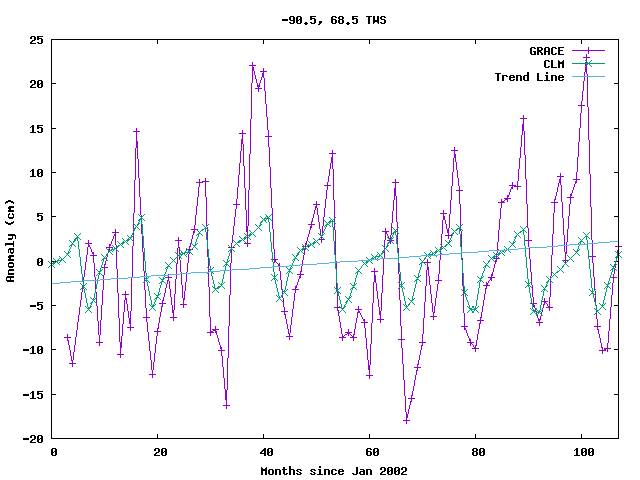 -90.5, 68.5 TWS
GRACE
CLM
Trend Line
25
20
15
10
5
0
-5
-10
-15
-20
Anomaly (cm)
0 20 40 60 80 100
Months since Jan 2002